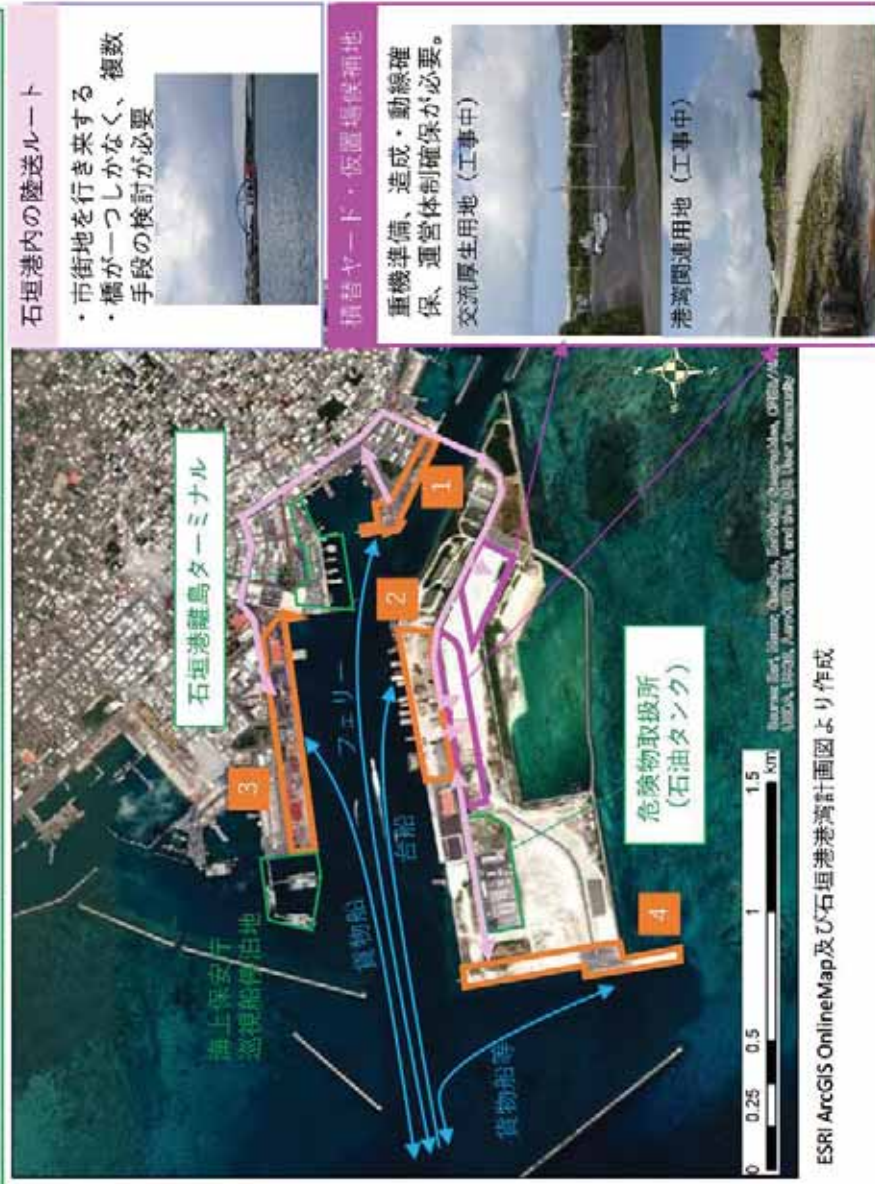 石垣港内の陸送ルート
・市街地を行き来する
・橋が一つしかなく、複数
手段の検討が必要
積替ヤード・仮置場候補地
重機準備、造成・動線確
保、運営体制確保が必要。
交流厚生用地（工事中）
港湾関連用地（工事中）
石垣港離島ターミナル
海上保安庁
巡視船停泊地
3
2
1
4
貨物船
フェリー
台船
貨物船等
危険物取扱所
（石油タンク）
0 0.25 0.5 1 1.5
km
ESRI ArcGIS OnlineMap及び石垣港港湾計画図より作成